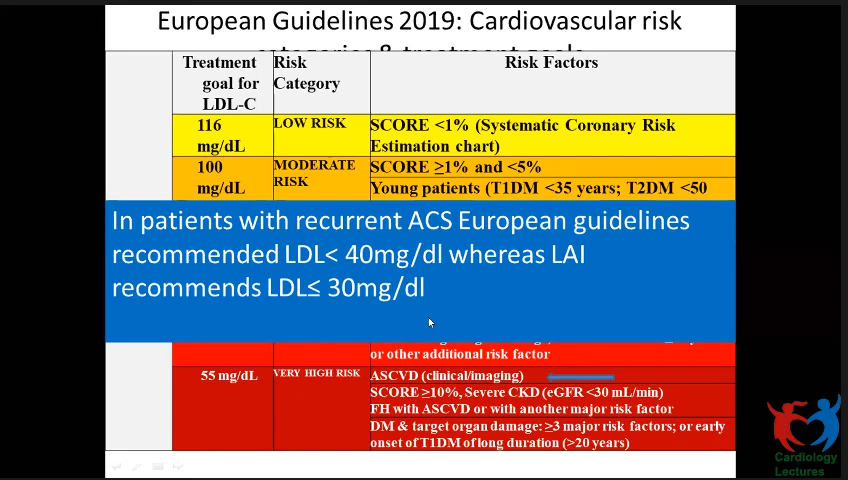 European Guidelines 2019: Cardiovascular risk
categories & treatment goals
Treatment goal for LDL-C
Risk Category
Risk Factors
116 mg/dL
LOW RISK
SCORE <1% (Systematic Coronary Risk
Estimation chart)
100 mg/dL
MODERATE RISK
SCORE ≥1% and <5%
Young patients (T1DM <35 years; T2DM <50
In patients with recurrent ACS European guidelines
recommended LDL< 40mg/dl whereas LAI
recommends LDL≤ 30mg/dl
or other additional risk factor
55 mg/dL
VERY HIGH RISK
ASCVD (clinical/imaging)
SCORE ≥10%, Severe CKD (eGFR <30 mL/min)
FH with ASCVD or with another major risk factor
DM & target organ damage: ≥3 major risk factors; or early
onset of T1DM of long duration (>20 years)
Cardiology
Lectures